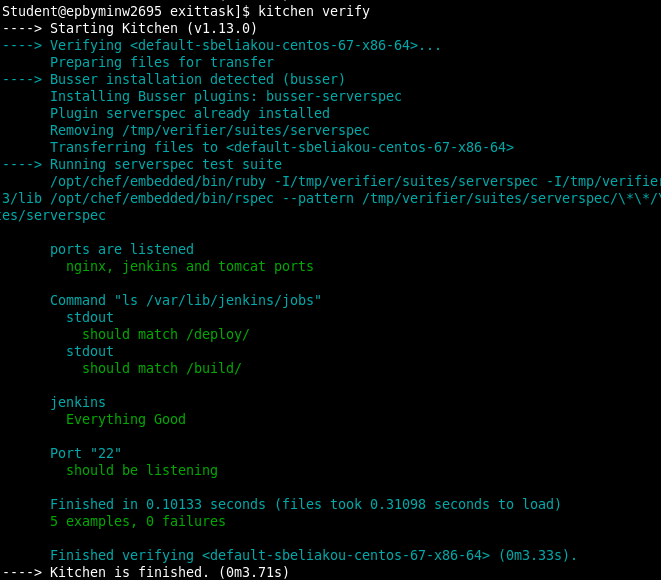 Student@epbyminw2695 exittask]$ kitchen verify
----> Starting Kitchen (v1.13.0)
----> Verifying <default-sbeliakou-centos-67-x86-64>...
Preparing files for transfer
----> Busser installation detected (busser)
Installing Busser plugins: busser-serverspec
Plugin serverspec already installed
Removing /tmp/verifier/suites/serverspec
Transferring files to <default-sbeliakou-centos-67-x86-64>
----> Running serverspec test suite
/opt/chef/embedded/bin/ruby -I/tmp/verifier/suites/serverspec -I/tmp/verifier
3/lib /opt/chef/embedded/bin/rspec --pattern /tmp/verifier/suites/serverspec/\*\*/\
tes/serverspec
ports are listened
nginx, jenkins and tomcat ports
Command "ls /var/lib/jenkins/jobs"
stdout
should match /deploy/
stdout
should match /build/
jenkins
Everything Good
Port "22"
should be listening
Finished in 0.10133 seconds (files took 0.31098 seconds to load)
5 examples, 0 failures
Finished verifying <default-sbeliakou-centos-67-x86-64> (0m3.33s).
----> Kitchen is finished. (0m3.71s)